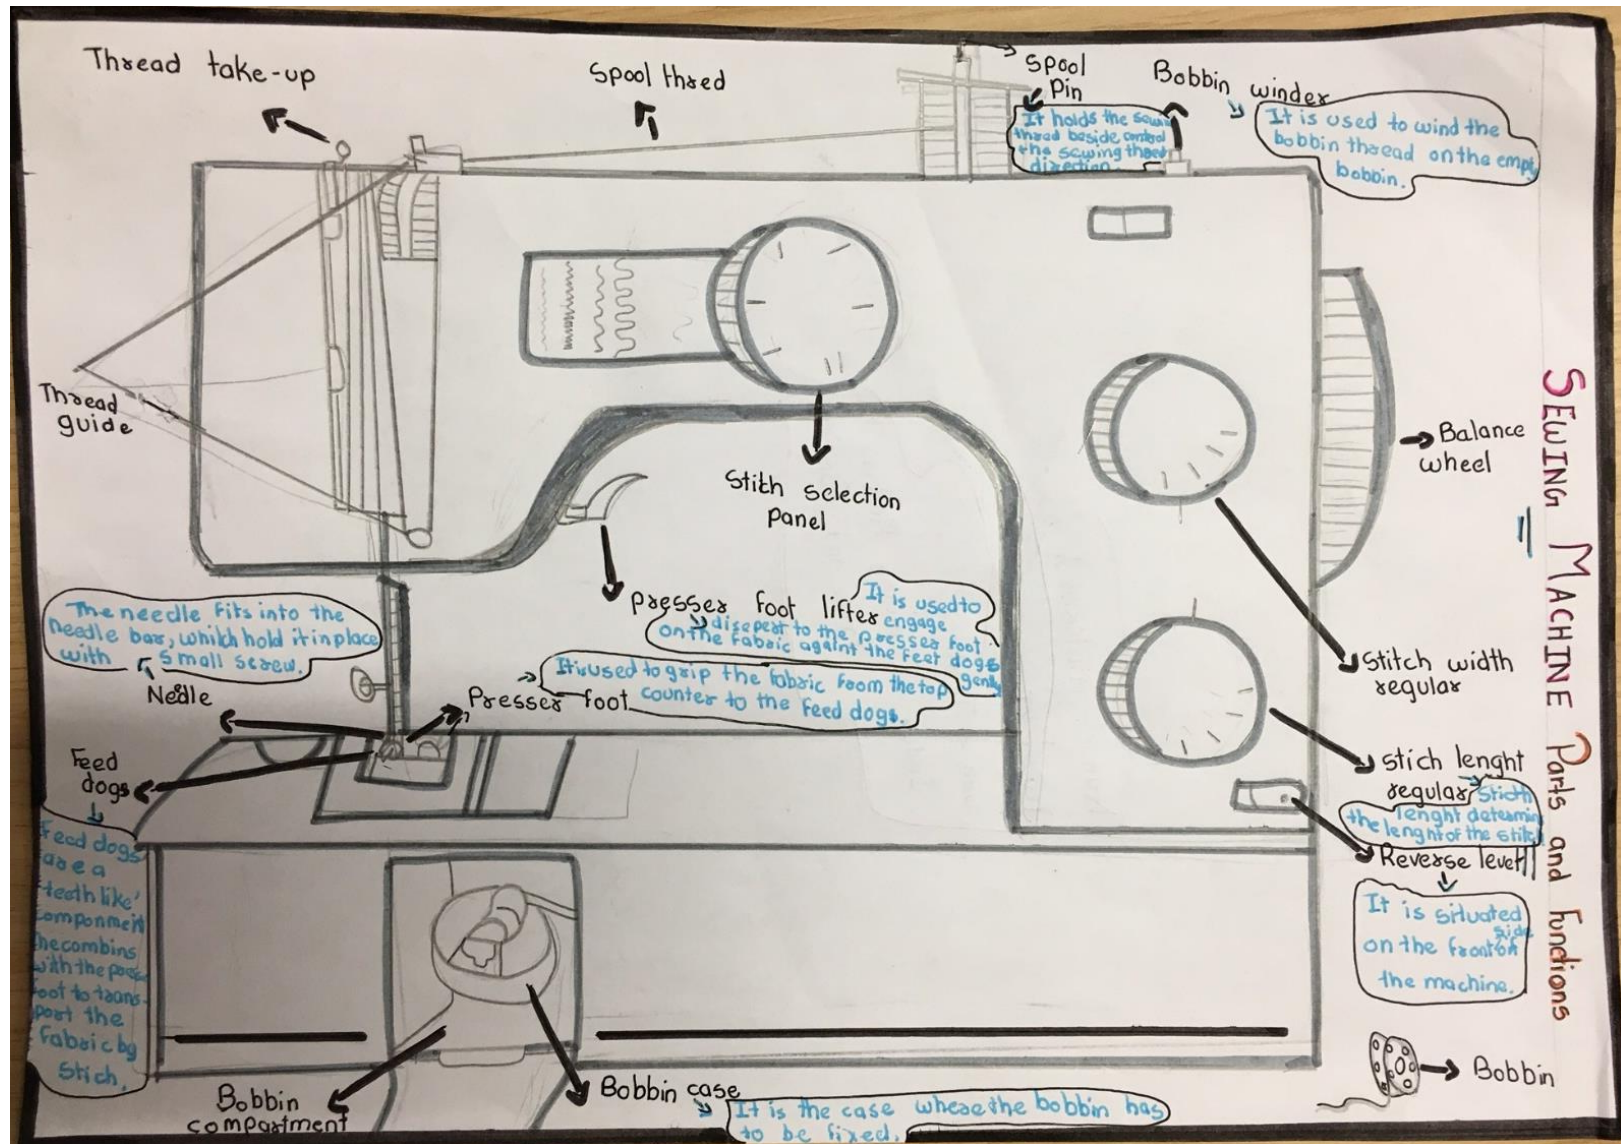 Thread take-up
Spool thred
Spool
Pin
It holds the sewin
thread beside control
the sewing thread
direction.
Bobbin winder
It is used to wind the
bobbin thread on the empty
bobbin.
Thread
guide
Stith selection
Panel
Balance
wheel
SEWING MACHINE Parts and Functions
Presser foot lifter
It is used to
engage
disepert to the presser foot
on the fabric againt the feet dogs
gently
The needle fits into the
needle bar, which hold it in place
with small screw.
Nedle
Presser foot
It is used to grip the fabric from the top
counter to the feed dogs.
Stitch width
regular
Feed
dogs
Feed dogs
are a
'teeth like'
componment
combins
with the
foot to trans-
port the
fabric by
stich.
stich lenght
regular
Stich
lenght determin
the lenght of the stitch
Reverse level
It is situated
on the front side of
the machine.
Bobbin
compartment
Bobbin case
It is the case where the bobbin has
to be fixed.
Bobbin